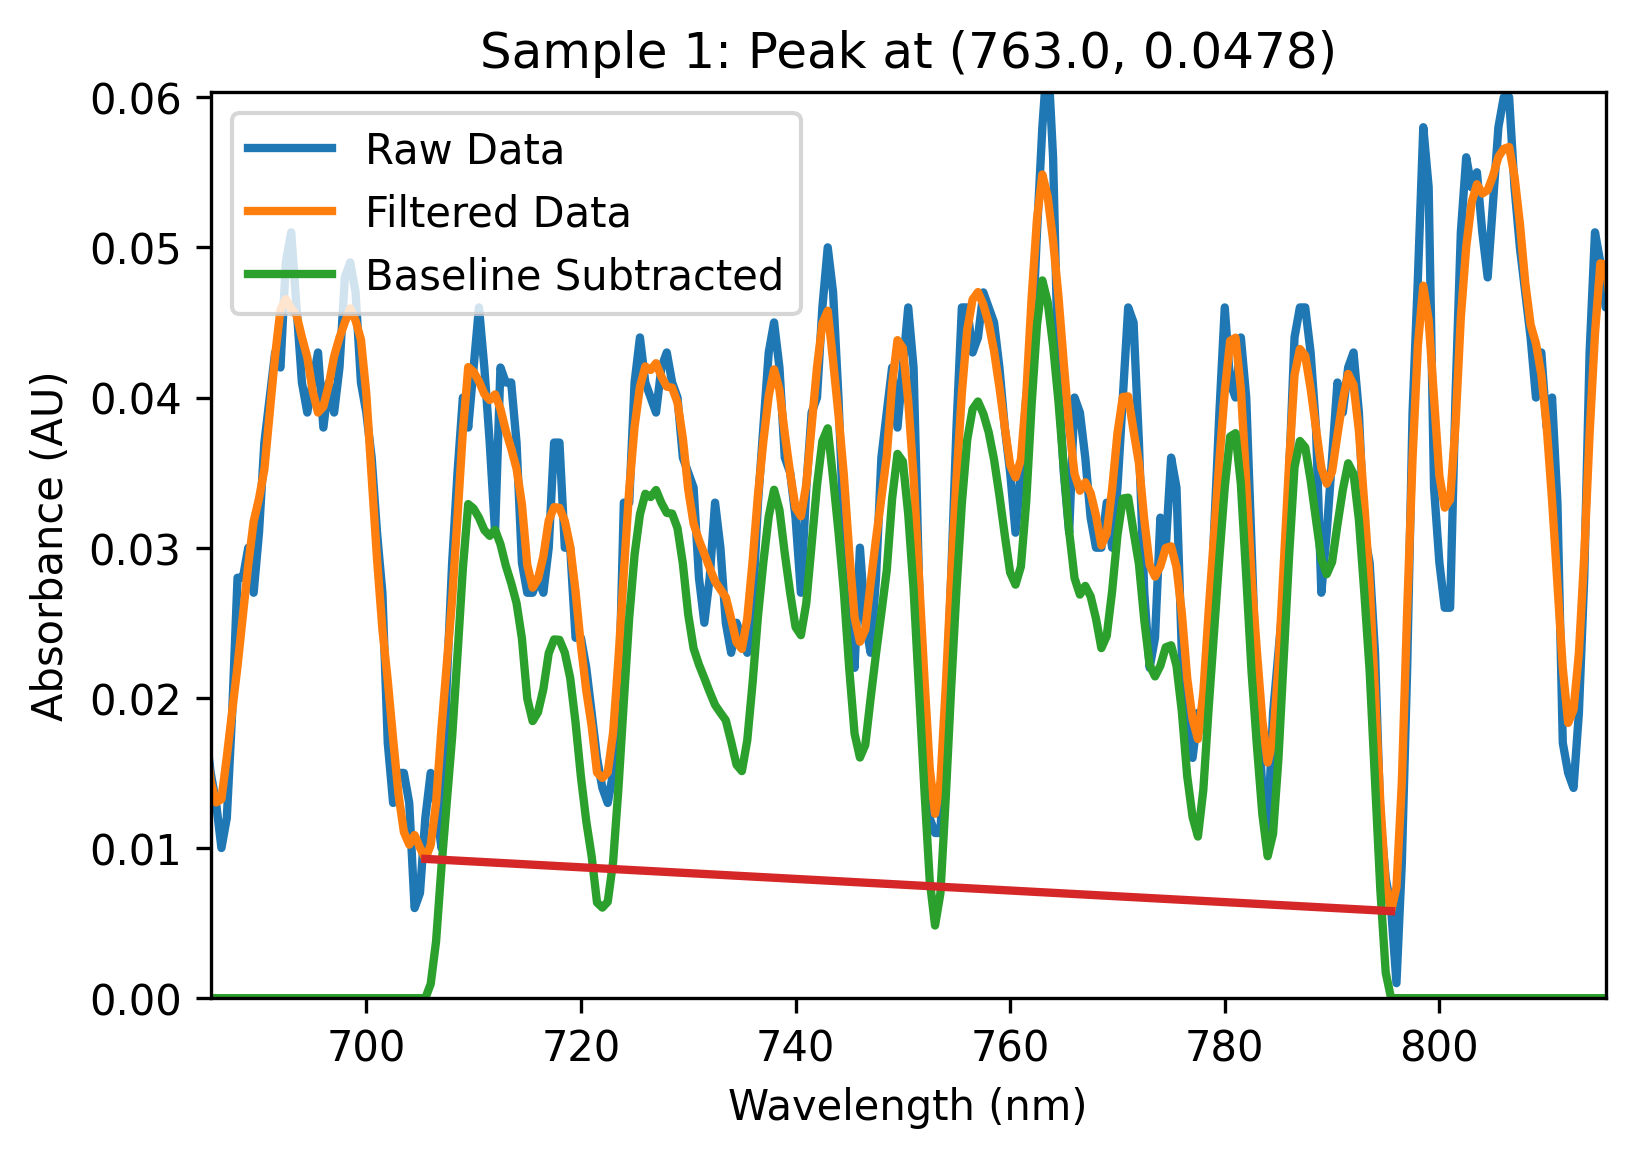 Sample 1: Peak at (763.0, 0.0478)
0.06
0.05
0.04
0.03
0.02
0.01
0.00
Absorbance (AU)
Raw Data
Filtered Data
Baseline Subtracted
700 720 740 760 780 800
Wavelength (nm)